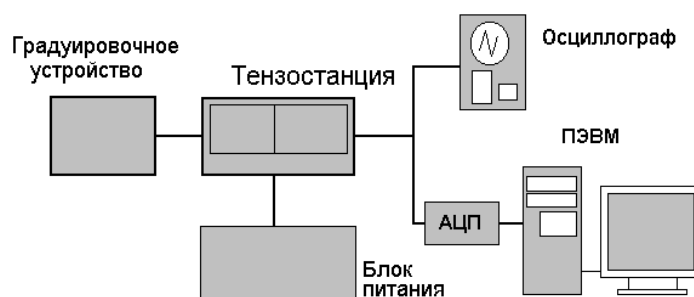 Градуировочное
устройство
Тензостанция
Осциллограф
ПЭВМ
АЦП
Блок
питания